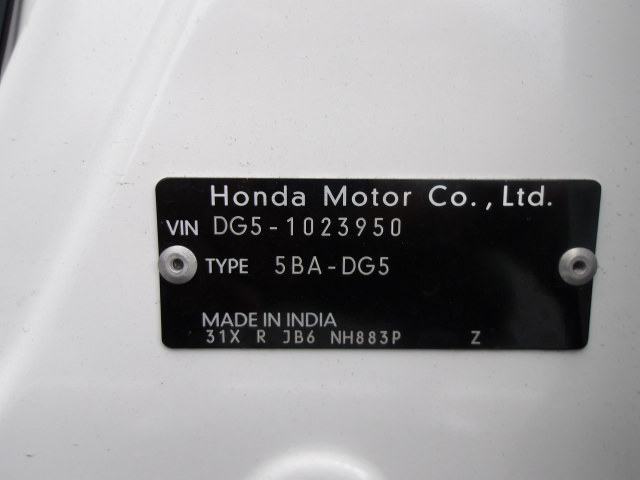 Honda Motor Co., Ltd.
VIN DG5-1023950
TYPE 5BA-DG5
MADE IN INDIA
31X R JB6 NH883P Z